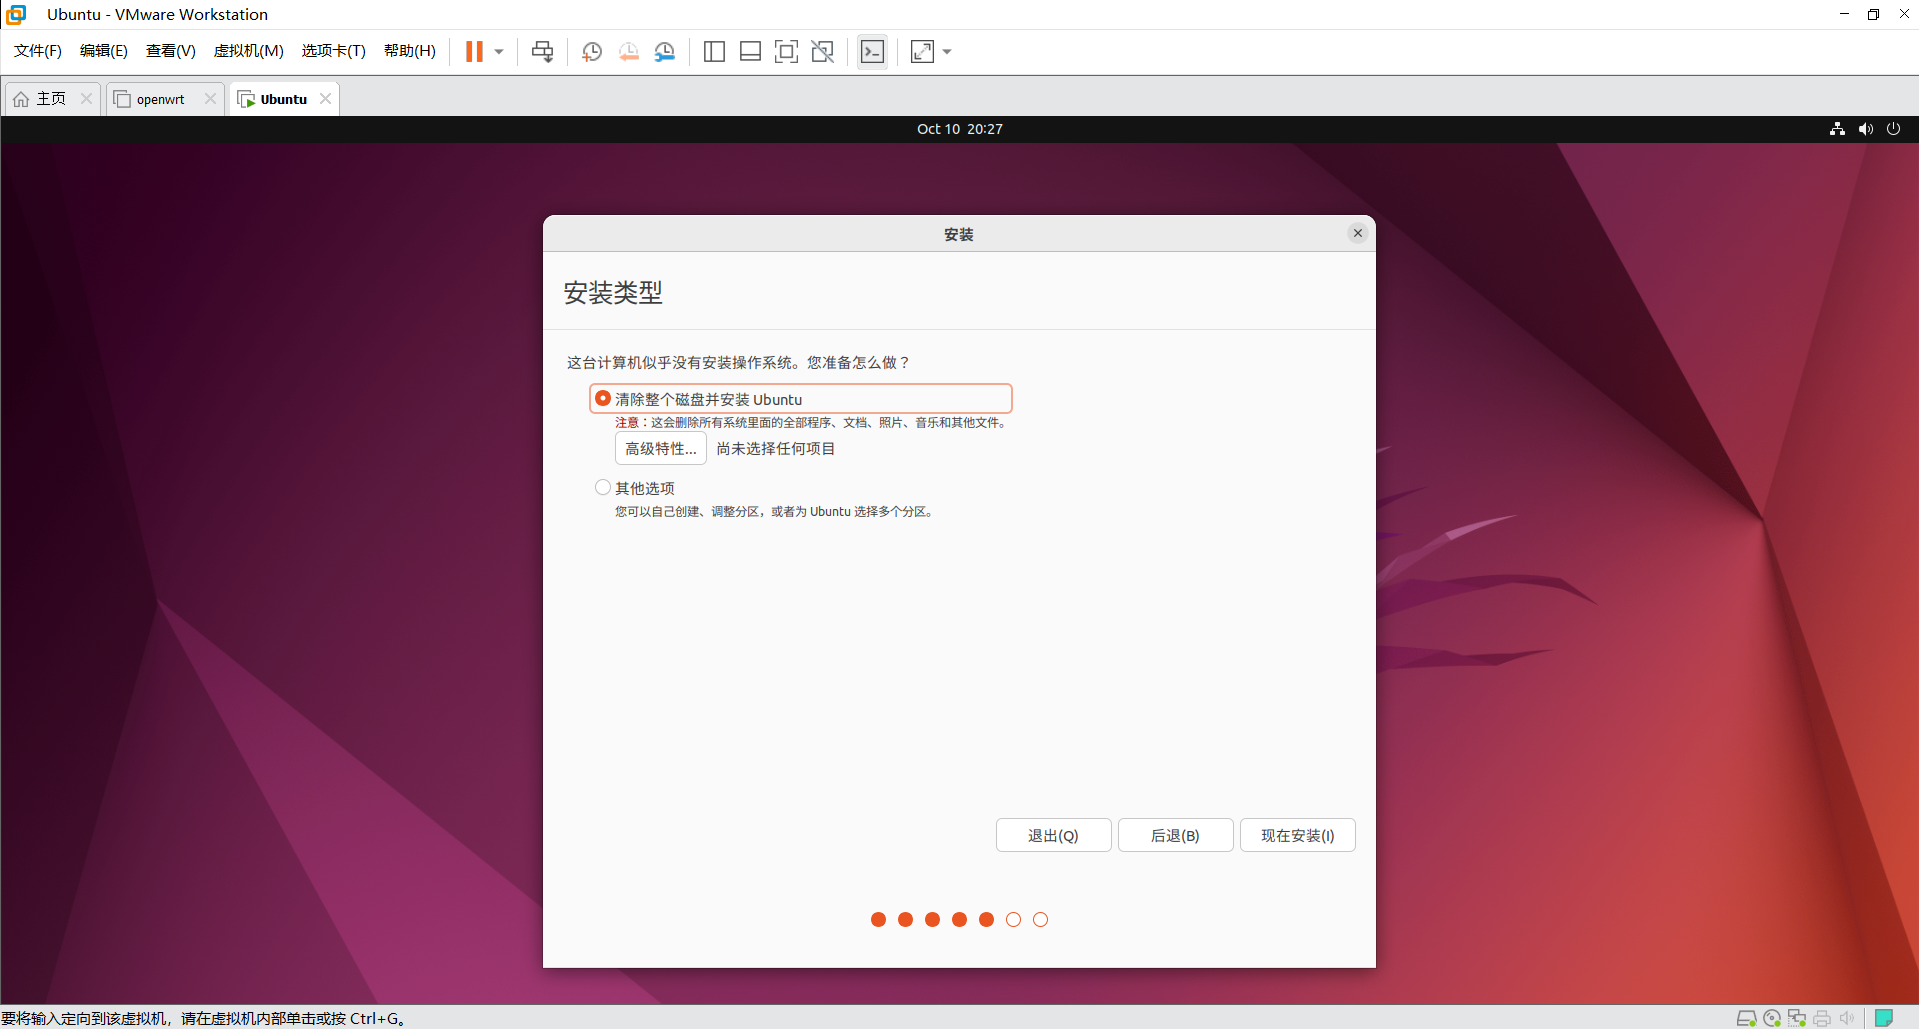 Ubuntu - VMware Workstation
文件(F) 编辑(E) 查看(V) 虚拟机(M) 选项卡(T) 帮助(H)
主页 openwrt Ubuntu
Oct 10 20:27
安装
安装类型
这台计算机似乎没有安装操作系统。您准备怎么做？
清除整个磁盘并安装 Ubuntu
注意：这会删除所有系统里面的全部程序、文档、照片、音乐和其他文件。
高级特性... 尚未选择任何项目
其他选项
您可以自己创建、调整分区，或者为 Ubuntu 选择多个分区。
退出(Q) 后退(B) 现在安装(I)
要将输入定向到该虚拟机，请在虚拟机内部单击或按 Ctrl+G。